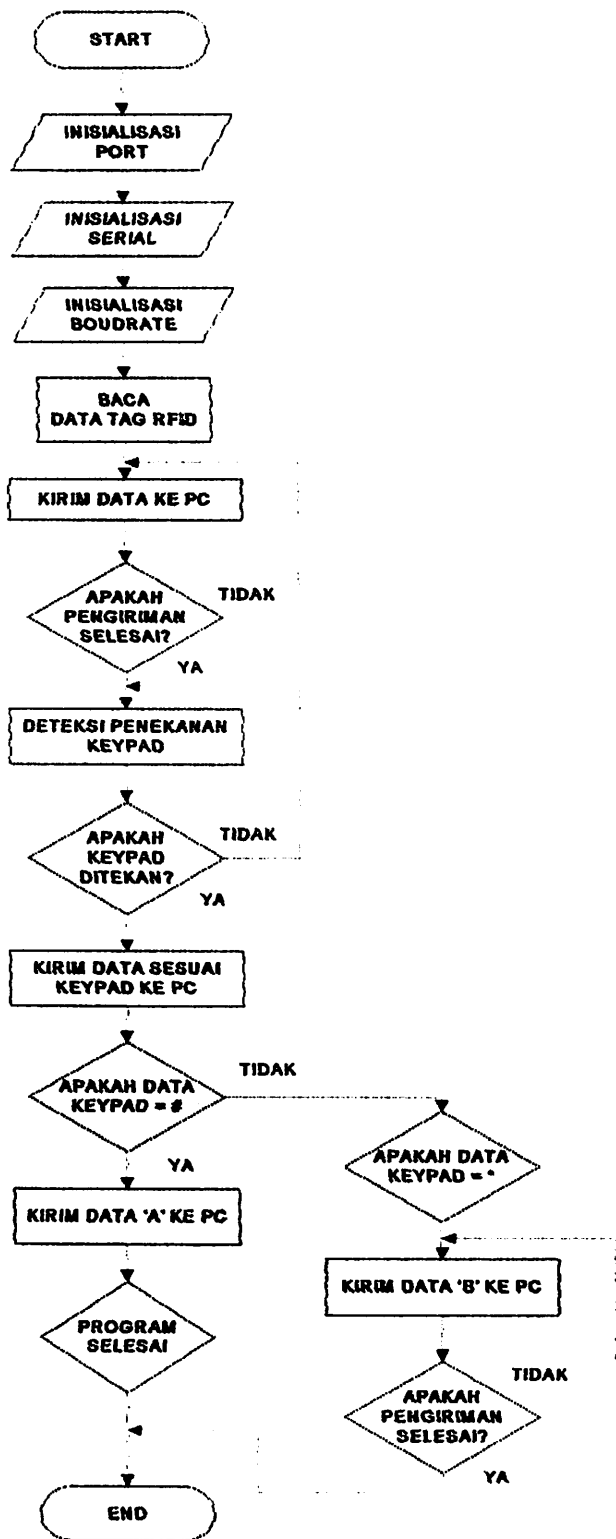 START
INISIALISASI
PORT
INISIALISASI
SERIAL
INISIALISASI
BOUDRATE
BACA
DATA TAG RFID
KIRIM DATA KE PC
APAKAH
PENGIRIMAN
SELESAI?
TIDAK
YA
DETEKSI PENEKANAN
KEYPAD
APAKAH
KEYPAD
DITEKAN?
TIDAK
YA
KIRIM DATA SESUAI
KEYPAD KE PC
APAKAH DATA
KEYPAD = #
TIDAK
YA
KIRIM DATA 'A' KE PC
PROGRAM
SELESAI
APAKAH DATA
KEYPAD = *
KIRIM DATA 'B' KE PC
APAKAH
PENGIRIMAN
SELESAI?
TIDAK
YA
END